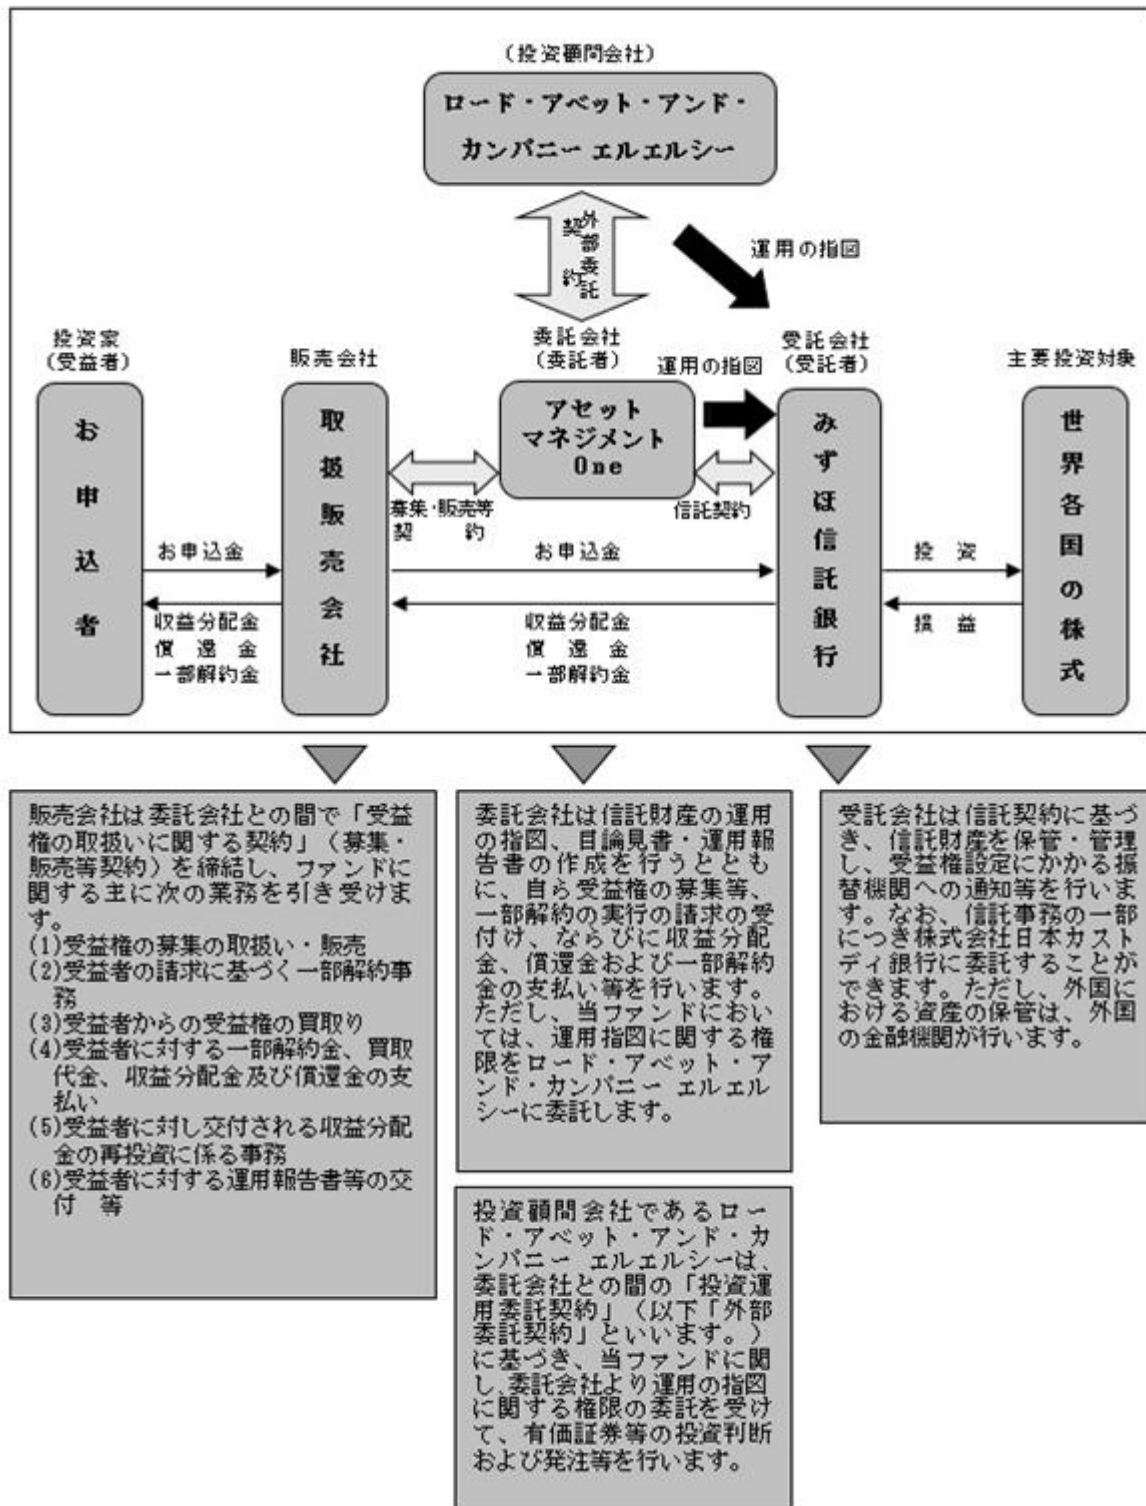 (投資顧問会社)
ロード・アベット・アンド・
カンパニー エルエルシー
外部委託
契約
運用の指図
投資家
(受益者)
販売会社
委託会社
(委託者)
運用の指図
受託会社
(受託者)
主要投資対象
お申込者
取扱販売会社
アセット
マネジメント
One
みずほ信託銀行
世界各国の株式
募集・販売等
契約
信託契約
お申込金
お申込金
投資
収益分配金
償還金
一部解約金
収益分配金
償還金
一部解約金
損益
販売会社は委託会社との間で「受益
権の取扱いに関する契約」(募集・
販売等契約)を締結し、ファンドに
関する主に次の業務を引き受けま
す。
(1)受益権の募集の取扱い・販売
(2)受益者の請求に基づく一部解約事
務
(3)受益者からの受益権の買取り
(4)受益者に対する一部解約金、買取
代金、収益分配金及び償還金の支
払い
(5)受益者に対し交付される収益分配
金の再投資に係る事務
(6)受益者に対する運用報告書等の交
付 等
委託会社は信託財産の運用
の指図、目論見書・運用報
告書の作成を行うととも
に、自ら受益権の募集等、
一部解約の実行の請求の受
付け、ならびに収益分配
金、償還金および一部解約
金の支払い等を行います。
ただし、当ファンドにおい
ては、運用指図に関する権
限をロード・アベット・ア
ンド・カンパニー エルエル
シーに委託します。
受託会社は信託契約に基づ
き、信託財産を保管・管理
し、受益権設定にかかる振
替機関への通知等を行いま
す。なお、信託事務の一部
につき株式会社日本カスト
ディ銀行に委託することが
できます。ただし、外国に
おける資産の保管は、外国
の金融機関が行います。
投資顧問会社であるロー
ド・アベット・アンド・カ
ンパニー エルエルシーは、
委託会社との間の「投資運
用委託契約」(以下「外部
委託契約」といいます。)
に基づき、当ファンドに関
し、委託会社より運用の指図
に関する権限の委託を受け
て、有価証券等の投資判断
および発注等を行います。